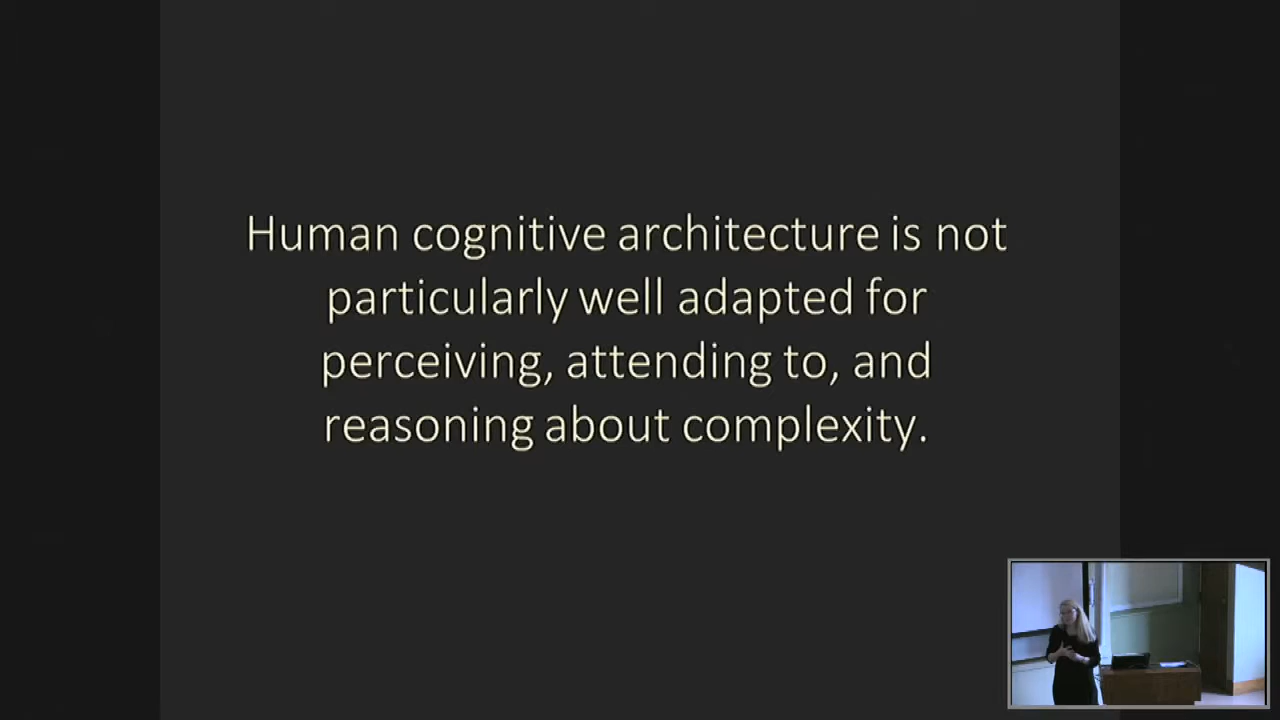 Human cognitive architecture is not
particularly well adapted for
perceiving, attending to, and
reasoning about complexity.